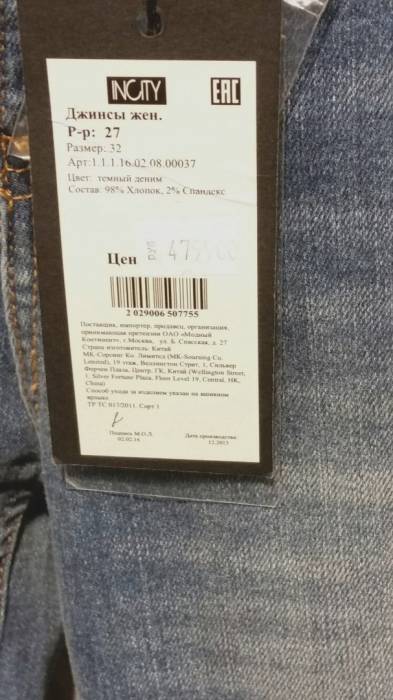 INCITY
EAC
Джинсы жен.
Р-р: 27
Размер: 32
Арт:1.1.1.16.02.08.00037
Цвет: темный деним
Состав: 98% Хлопок, 2% Спандекс
Цен
2 029006 507755
Поставщик, импортер, продавец, организация,
принимающая претензии ОАО «Модный
Континент», г.Москва, ул. Б. Спасская, д. 27
Страна изготовитель: Китай
МК-Сорсинг Ко. Лимитед (MK-Sourcing Co.
Limited), 19 этаж, Веллингтон Стрит, 1, Сильвер
Форчун Плаза, Центр, ГК, Китай (Wellington Street,
1, Silver Fortune Plaza, Floor Level 19, Central, HK,
China)
Способ ухода за изделием указан на вшивном
ярлыке
ТР ТС 017/2011. Сорт 1
Подпись М.О.Л. Дата производства
02.02.16 12.2015